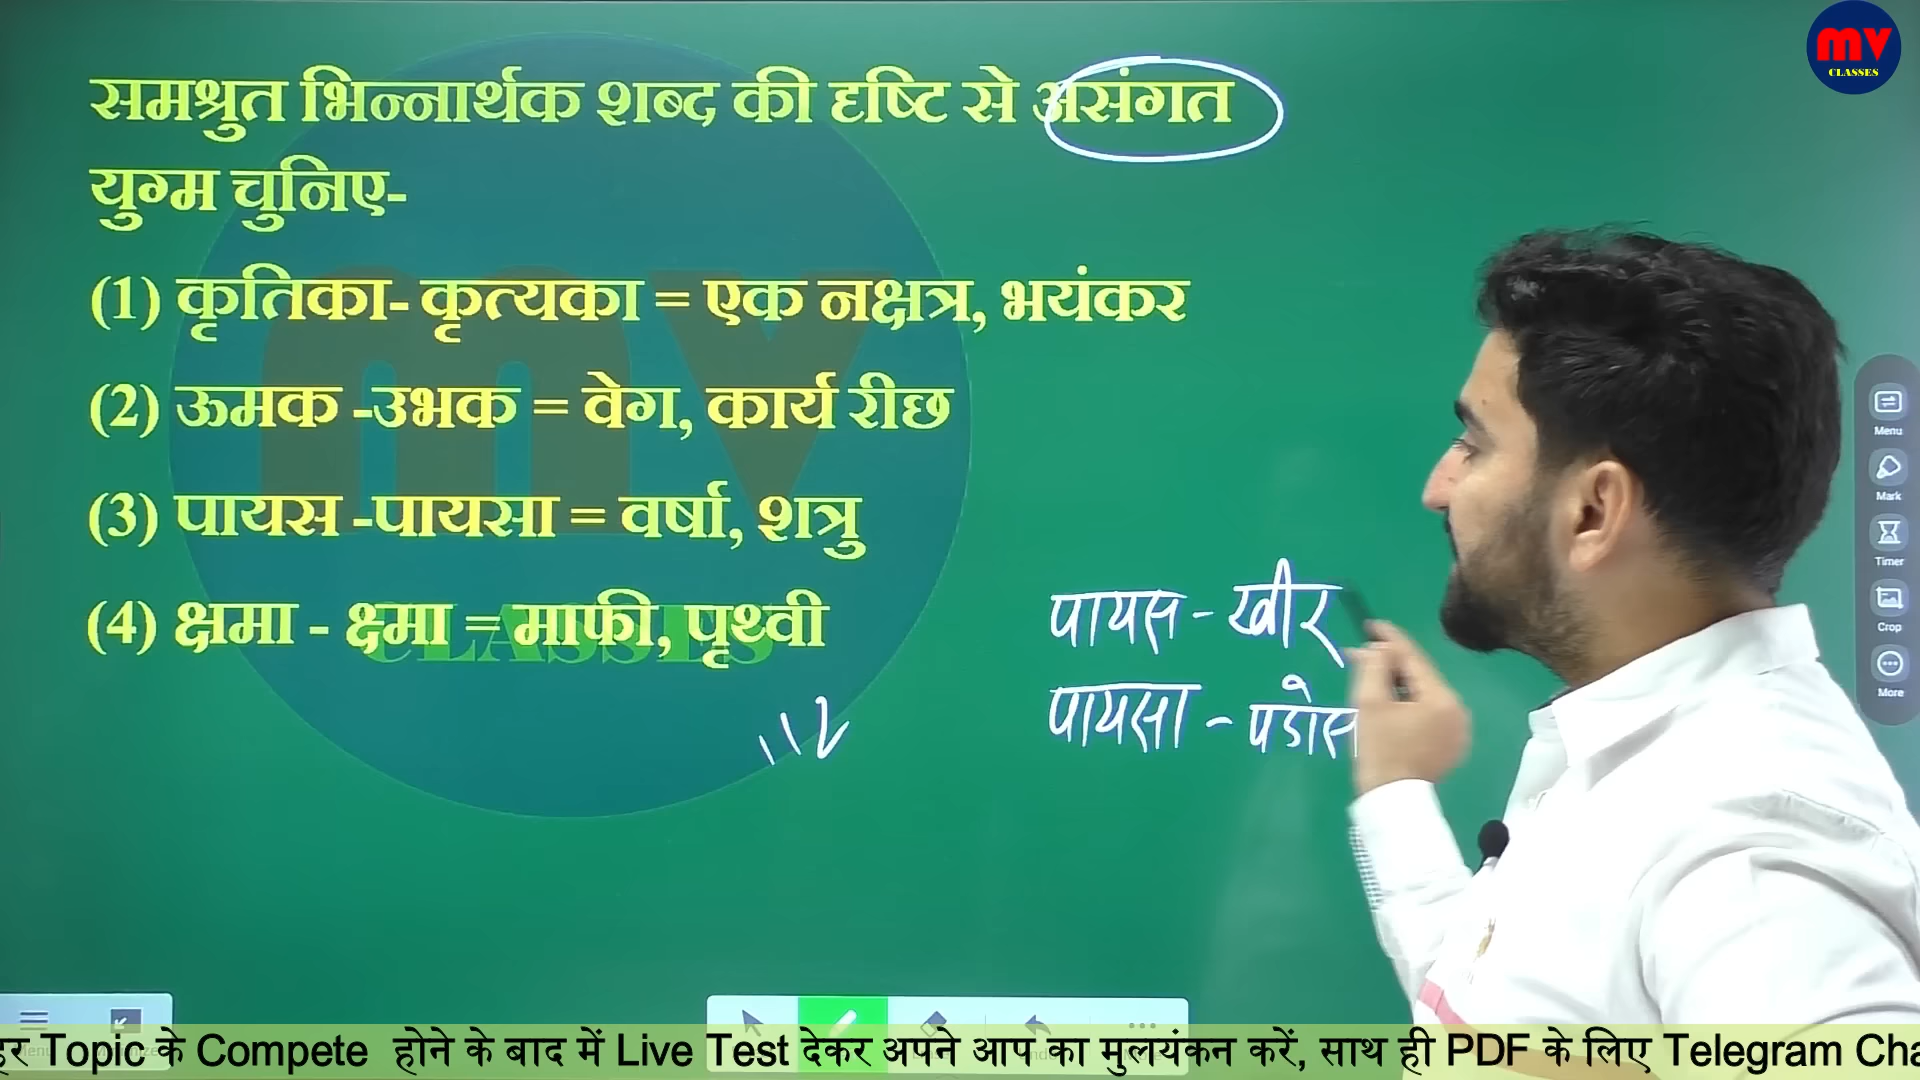 mv
CLASSES
समश्रुत भिन्नार्थक शब्द की दृष्टि से असंगत
युग्म चुनिए-
(1) कृतिका- कृत्यका = एक नक्षत्र, भयंकर
(2) ऊमक -उभक = वेग, कार्य रीछ
(3) पायस -पायसा = वर्षा, शत्रु
(4) क्षमा - क्ष्मा = माफी, पृथ्वी
mv
CLASSES
पायस - खीर
पायसा - पडोस
Menu
Mark
Timer
Crop
More
Topic के Compete होने के बाद में Live Test देकर अपने आप का मुलयंकन करें, साथ ही PDF के लिए Telegram